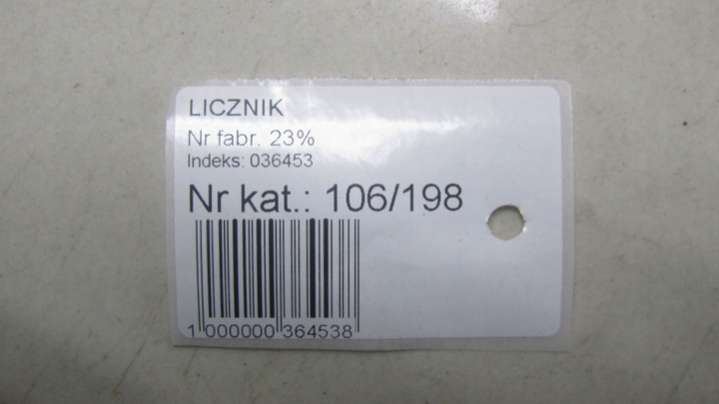 LICZNIK
Nr fabr. 23%
Indeks: 036453
Nr kat.: 106/198
1 000000 364538